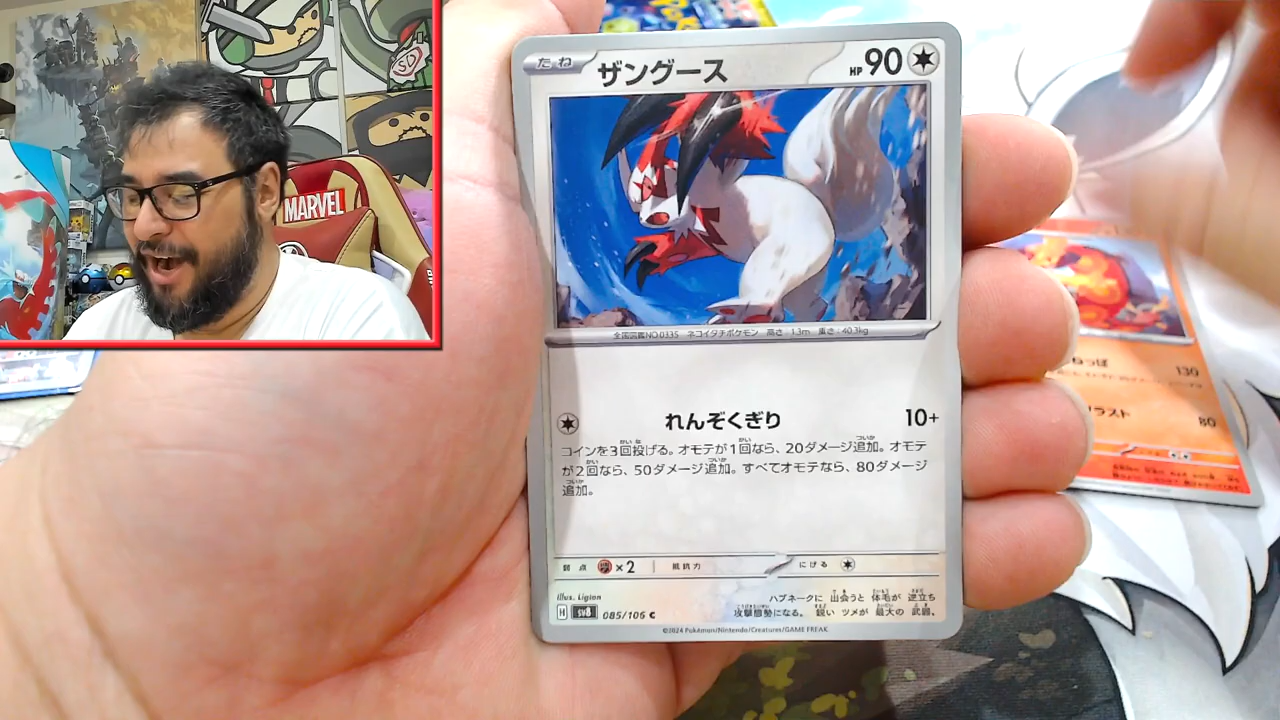 MARVEL
たね ザングース HP 90
全国図鑑NO.0335 ネコイタチポケモン 高さ:1.3m 重さ:40.3kg
れんぞくぎり 10+
コインを3回投げる。オモテが1回なら、20ダメージ追加。オモテ
が2回なら、50ダメージ追加。すべてオモテなら、80ダメージ
追加。
弱点 ×2 抵抗力 にげる
Illus. Ligton
ハブネークに 出会うと 体毛が 逆立ち
攻撃態勢になる。 鋭い ツメが 最大の 武器。
H sv8 085/106 C
©2024 Pokémon/Nintendo/Creatures/GAME FREAK
130
80